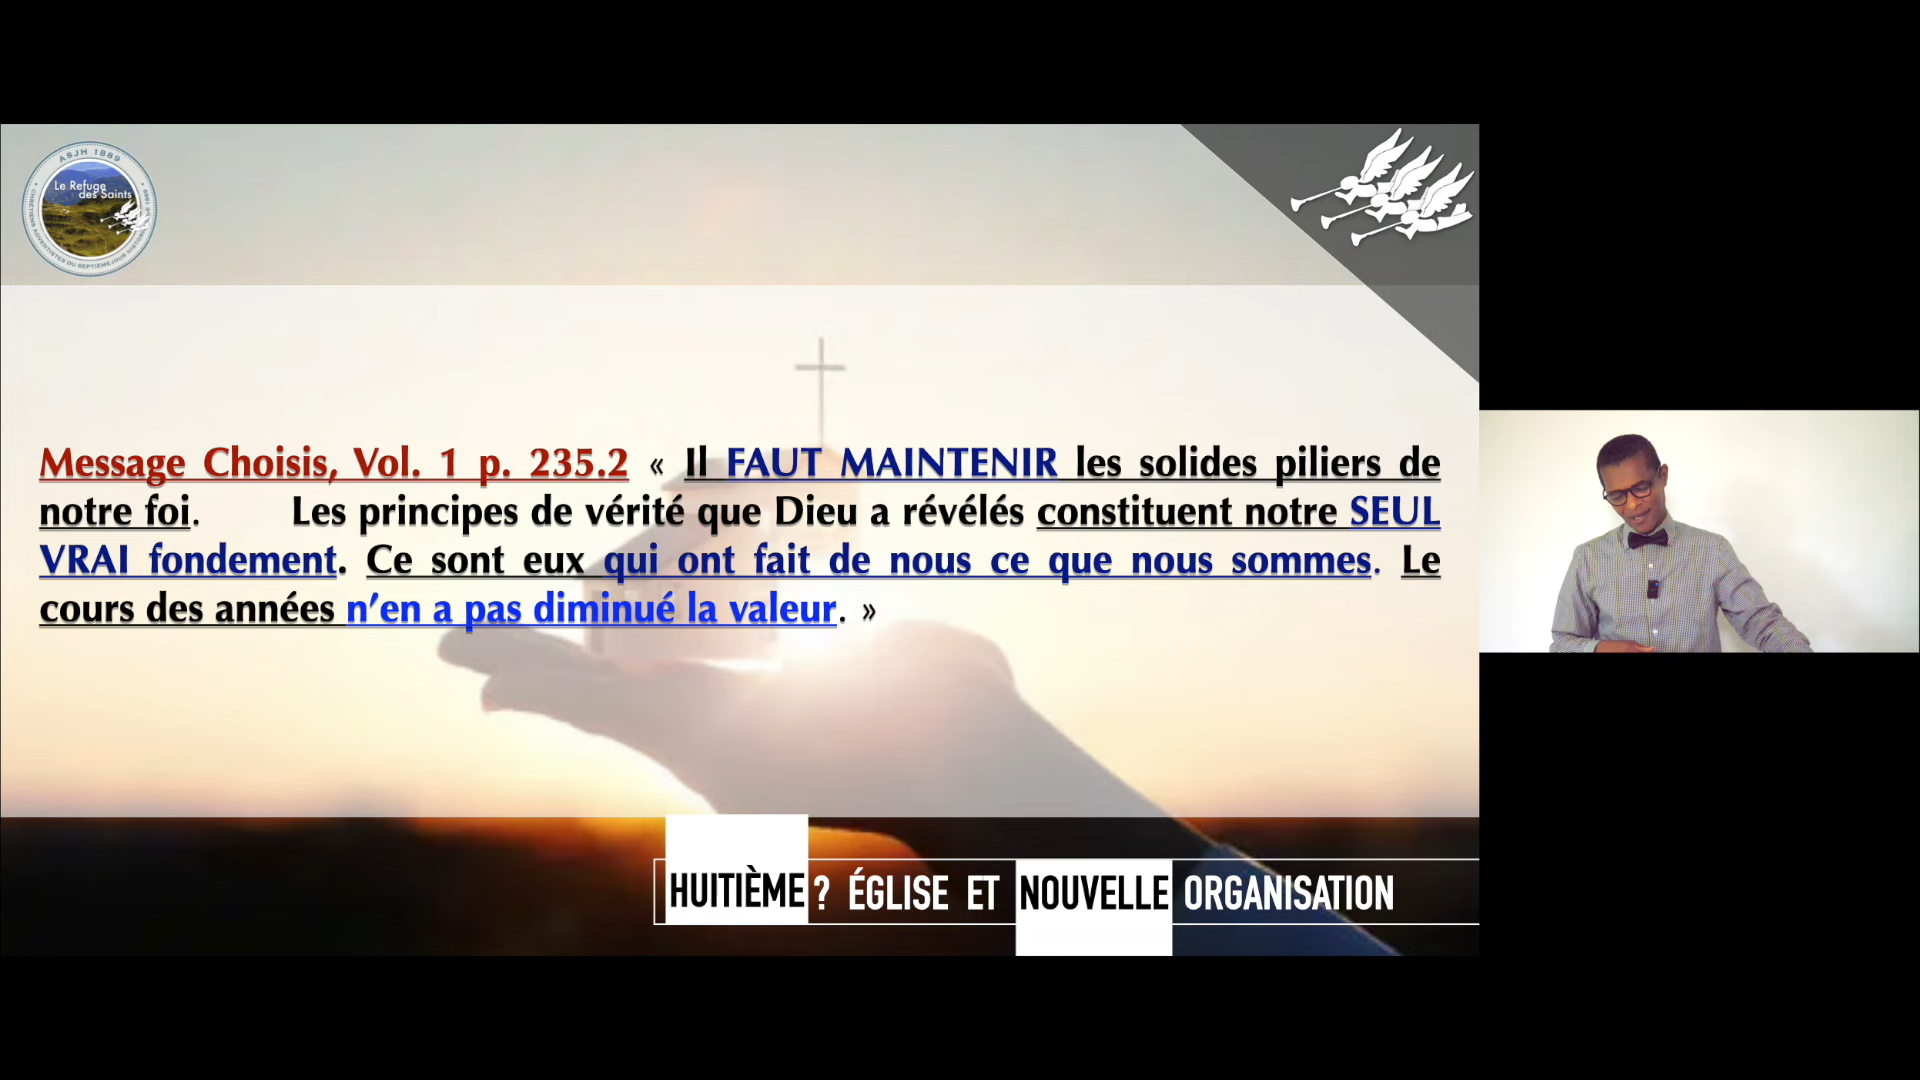 ASJH 1889
Le Refuge
des Saints
Message Choisis, Vol. 1 p. 235.2 « Il FAUT MAINTENIR les solides piliers de
notre foi. Les principes de vérité que Dieu a révélés constituent notre SEUL
VRAI fondement. Ce sont eux qui ont fait de nous ce que nous sommes. Le
cours des années n’en a pas diminué la valeur. »
HUITIÈME ? ÉGLISE ET NOUVELLE ORGANISATION